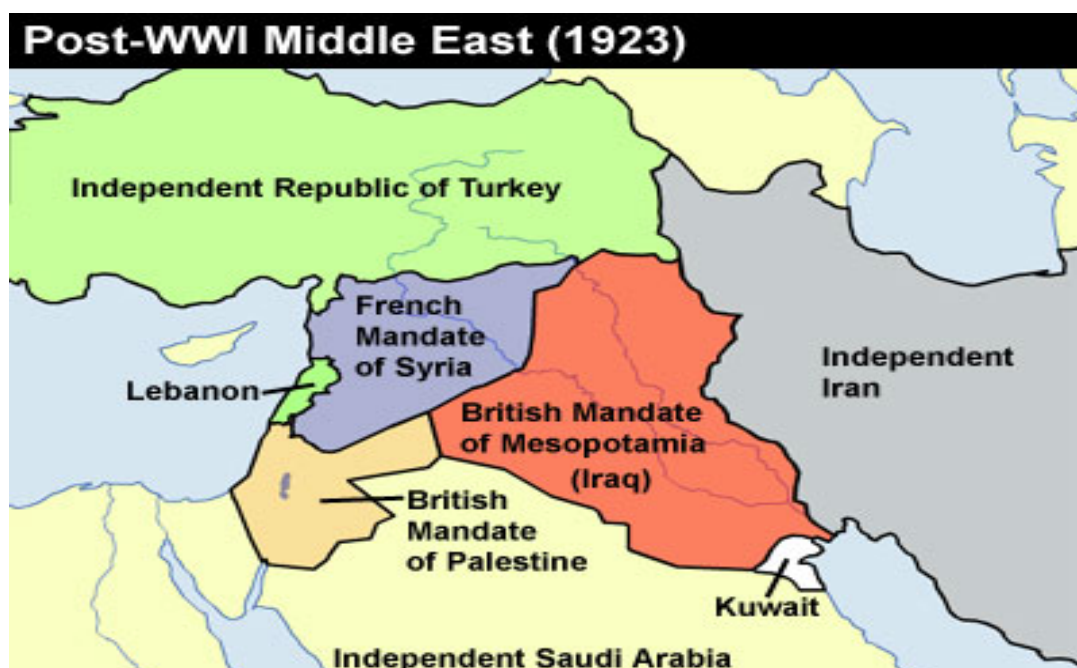 Post-WWI Middle East (1923)
Independent Republic of Turkey
French
Mandate
of Syria
Lebanon
Independent
Iran
British Mandate
of Mesopotamia
(Iraq)
British
Mandate
of Palestine
Kuwait
Independent Saudi Arabia